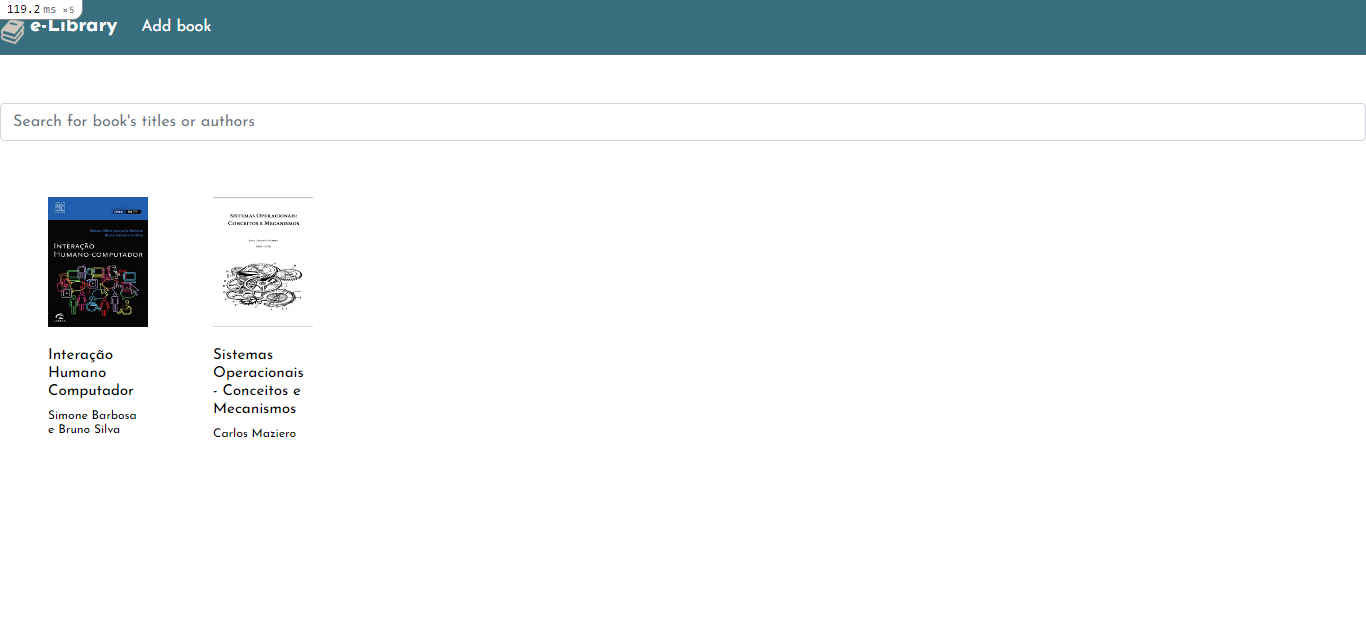 119.2 ms ×5
e-Library Add book
Search for book's titles or authors
INTERAÇÃO
HUMANO-COMPUTADOR
SISTEMAS OPERACIONAIS:
CONCEITOS E MECANISMOS
Interação
Humano
Computador
Simone Barbosa
e Bruno Silva
Sistemas
Operacionais
- Conceitos e
Mecanismos
Carlos Maziero